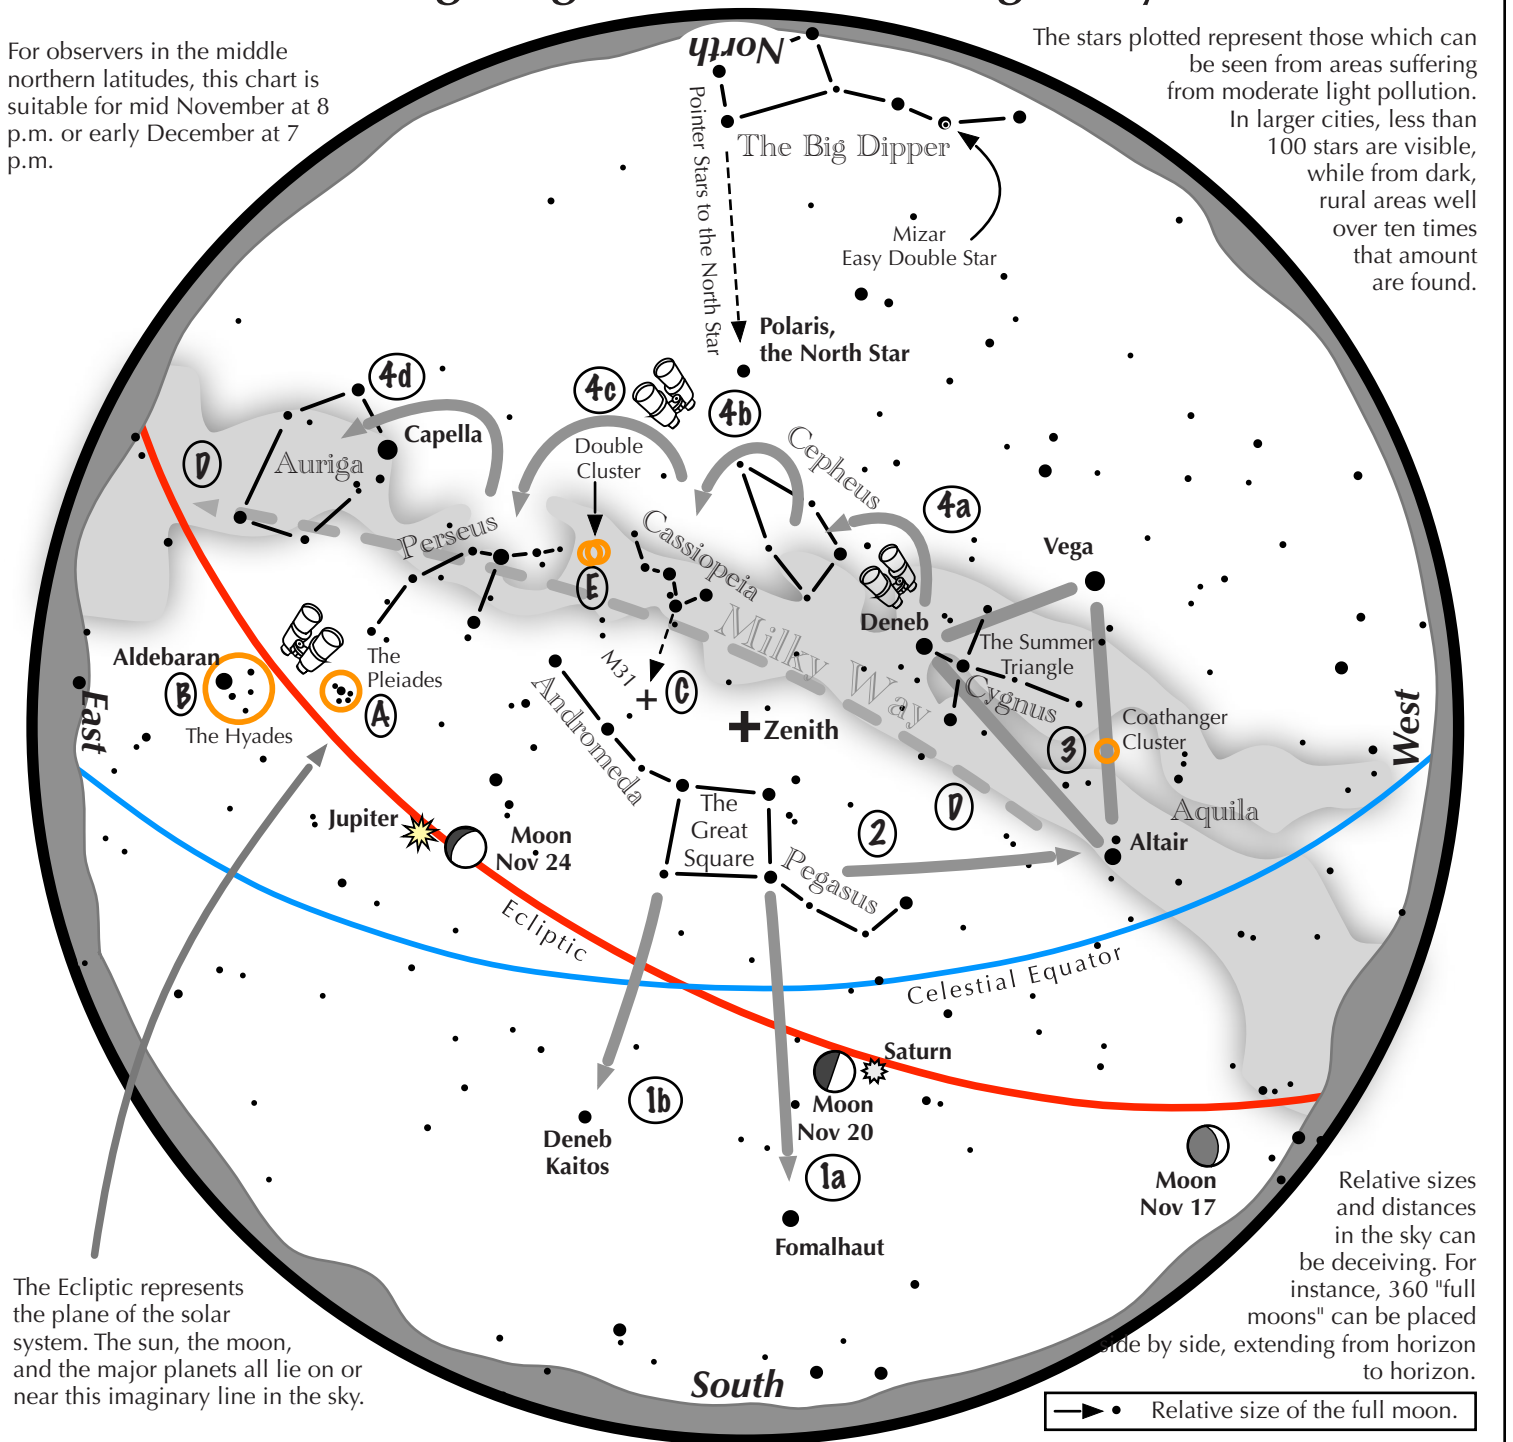 For observers in the middle
northern latitudes, this chart is
suitable for mid November at 8
p.m. or early December at 7
p.m.
North
The stars plotted represent those which can
be seen from areas suffering
from moderate light pollution.
In larger cities, less than
100 stars are visible,
while from dark,
rural areas well
over ten times
that amount
are found.
Pointer Stars to the North Star
The Big Dipper
Mizar
Easy Double Star
Polaris,
the North Star
4d
4c
4b
Capella
Double
Cluster
Cepheus
D
Auriga
4a
Perseus
Cassiopeia
Vega
E
Milky Way
Deneb
The Summer
Triangle
Aldebaran
The
Pleiades
M31
B
A
C
Cygnus
East
The Hyades
Andromeda
Zenith
3
Coathanger
Cluster
West
Jupiter
Moon
Nov 24
The
Great
Square
2
D
Aquila
Altair
Pegasus
Ecliptic
Celestial Equator
Saturn
Moon
Nov 20
1b
Deneb
Kaitos
1a
Moon
Nov 17
Fomalhaut
Relative sizes
and distances
in the sky can
be deceiving. For
instance, 360 "full
moons" can be placed
side by side, extending from horizon
to horizon.
The Ecliptic represents
the plane of the solar
system. The sun, the moon,
and the major planets all lie on or
near this imaginary line in the sky.
South
Relative size of the full moon.